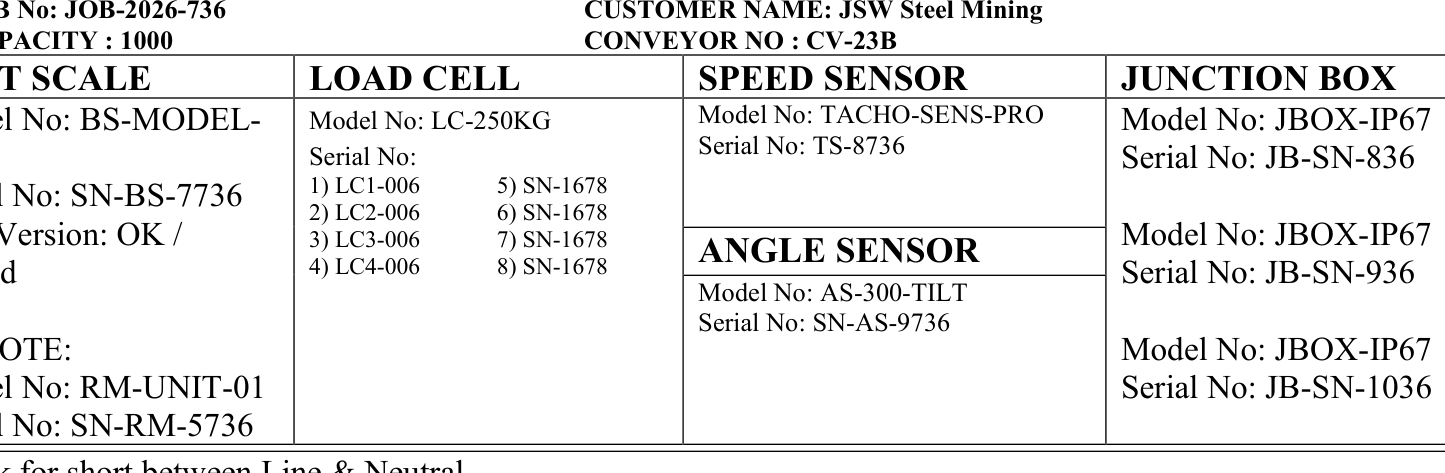 B No: JOB-2026-736 CUSTOMER NAME: JSW Steel Mining
PACITY : 1000 CONVEYOR NO : CV-23B
T SCALE
el No: BS-MODEL-
l No: SN-BS-7736
Version: OK /
d
OTE:
el No: RM-UNIT-01
l No: SN-RM-5736
LOAD CELL
Model No: LC-250KG
Serial No:
1) LC1-006 5) SN-1678
2) LC2-006 6) SN-1678
3) LC3-006 7) SN-1678
4) LC4-006 8) SN-1678
SPEED SENSOR
Model No: TACHO-SENS-PRO
Serial No: TS-8736
ANGLE SENSOR
Model No: AS-300-TILT
Serial No: SN-AS-9736
JUNCTION BOX
Model No: JBOX-IP67
Serial No: JB-SN-836
Model No: JBOX-IP67
Serial No: JB-SN-936
Model No: JBOX-IP67
Serial No: JB-SN-1036
k for short between Line & Neutral